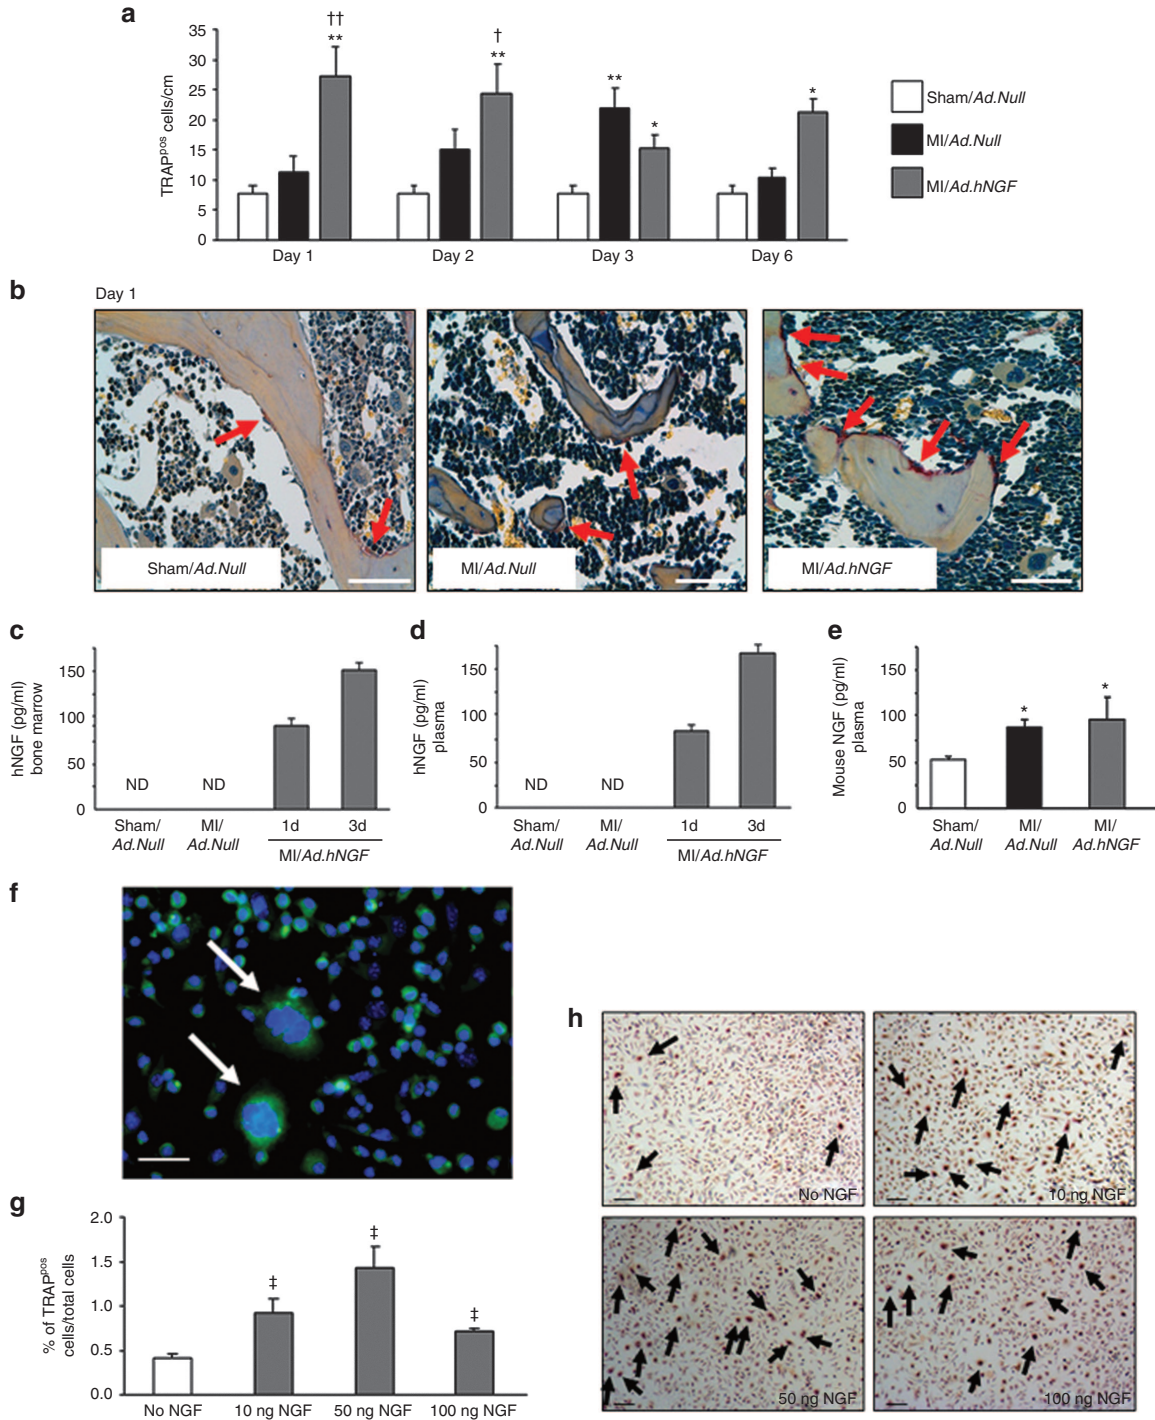 a
TRAPpos cells/cm
35
30
25
20
15
10
5
0
††
**
†
**
**
*
*
Day 1
Day 2
Day 3
Day 6
Sham/Ad.Null
MI/Ad.Null
MI/Ad.hNGF
b
Day 1
Sham/Ad.Null
MI/Ad.Null
MI/Ad.hNGF
c
hNGF (pg/ml)
bone marrow
150
100
50
0
ND
ND
Sham/
Ad.Null
MI/
Ad.Null
1d
3d
MI/Ad.hNGF
d
hNGF (pg/ml)
plasma
150
100
50
0
ND
ND
Sham/
Ad.Null
MI/
Ad.Null
1d
3d
MI/Ad.hNGF
e
Mouse NGF (pg/ml)
plasma
150
100
50
0
*
*
Sham/
Ad.Null
MI/
Ad.Null
MI/
Ad.hNGF
f
g
% of TRAPpos
cells/total cells
2.0
1.5
1.0
0.5
0.0
‡
‡
‡
No NGF
10 ng NGF
50 ng NGF
100 ng NGF
h
No NGF
10 ng NGF
50 ng NGF
100 ng NGF